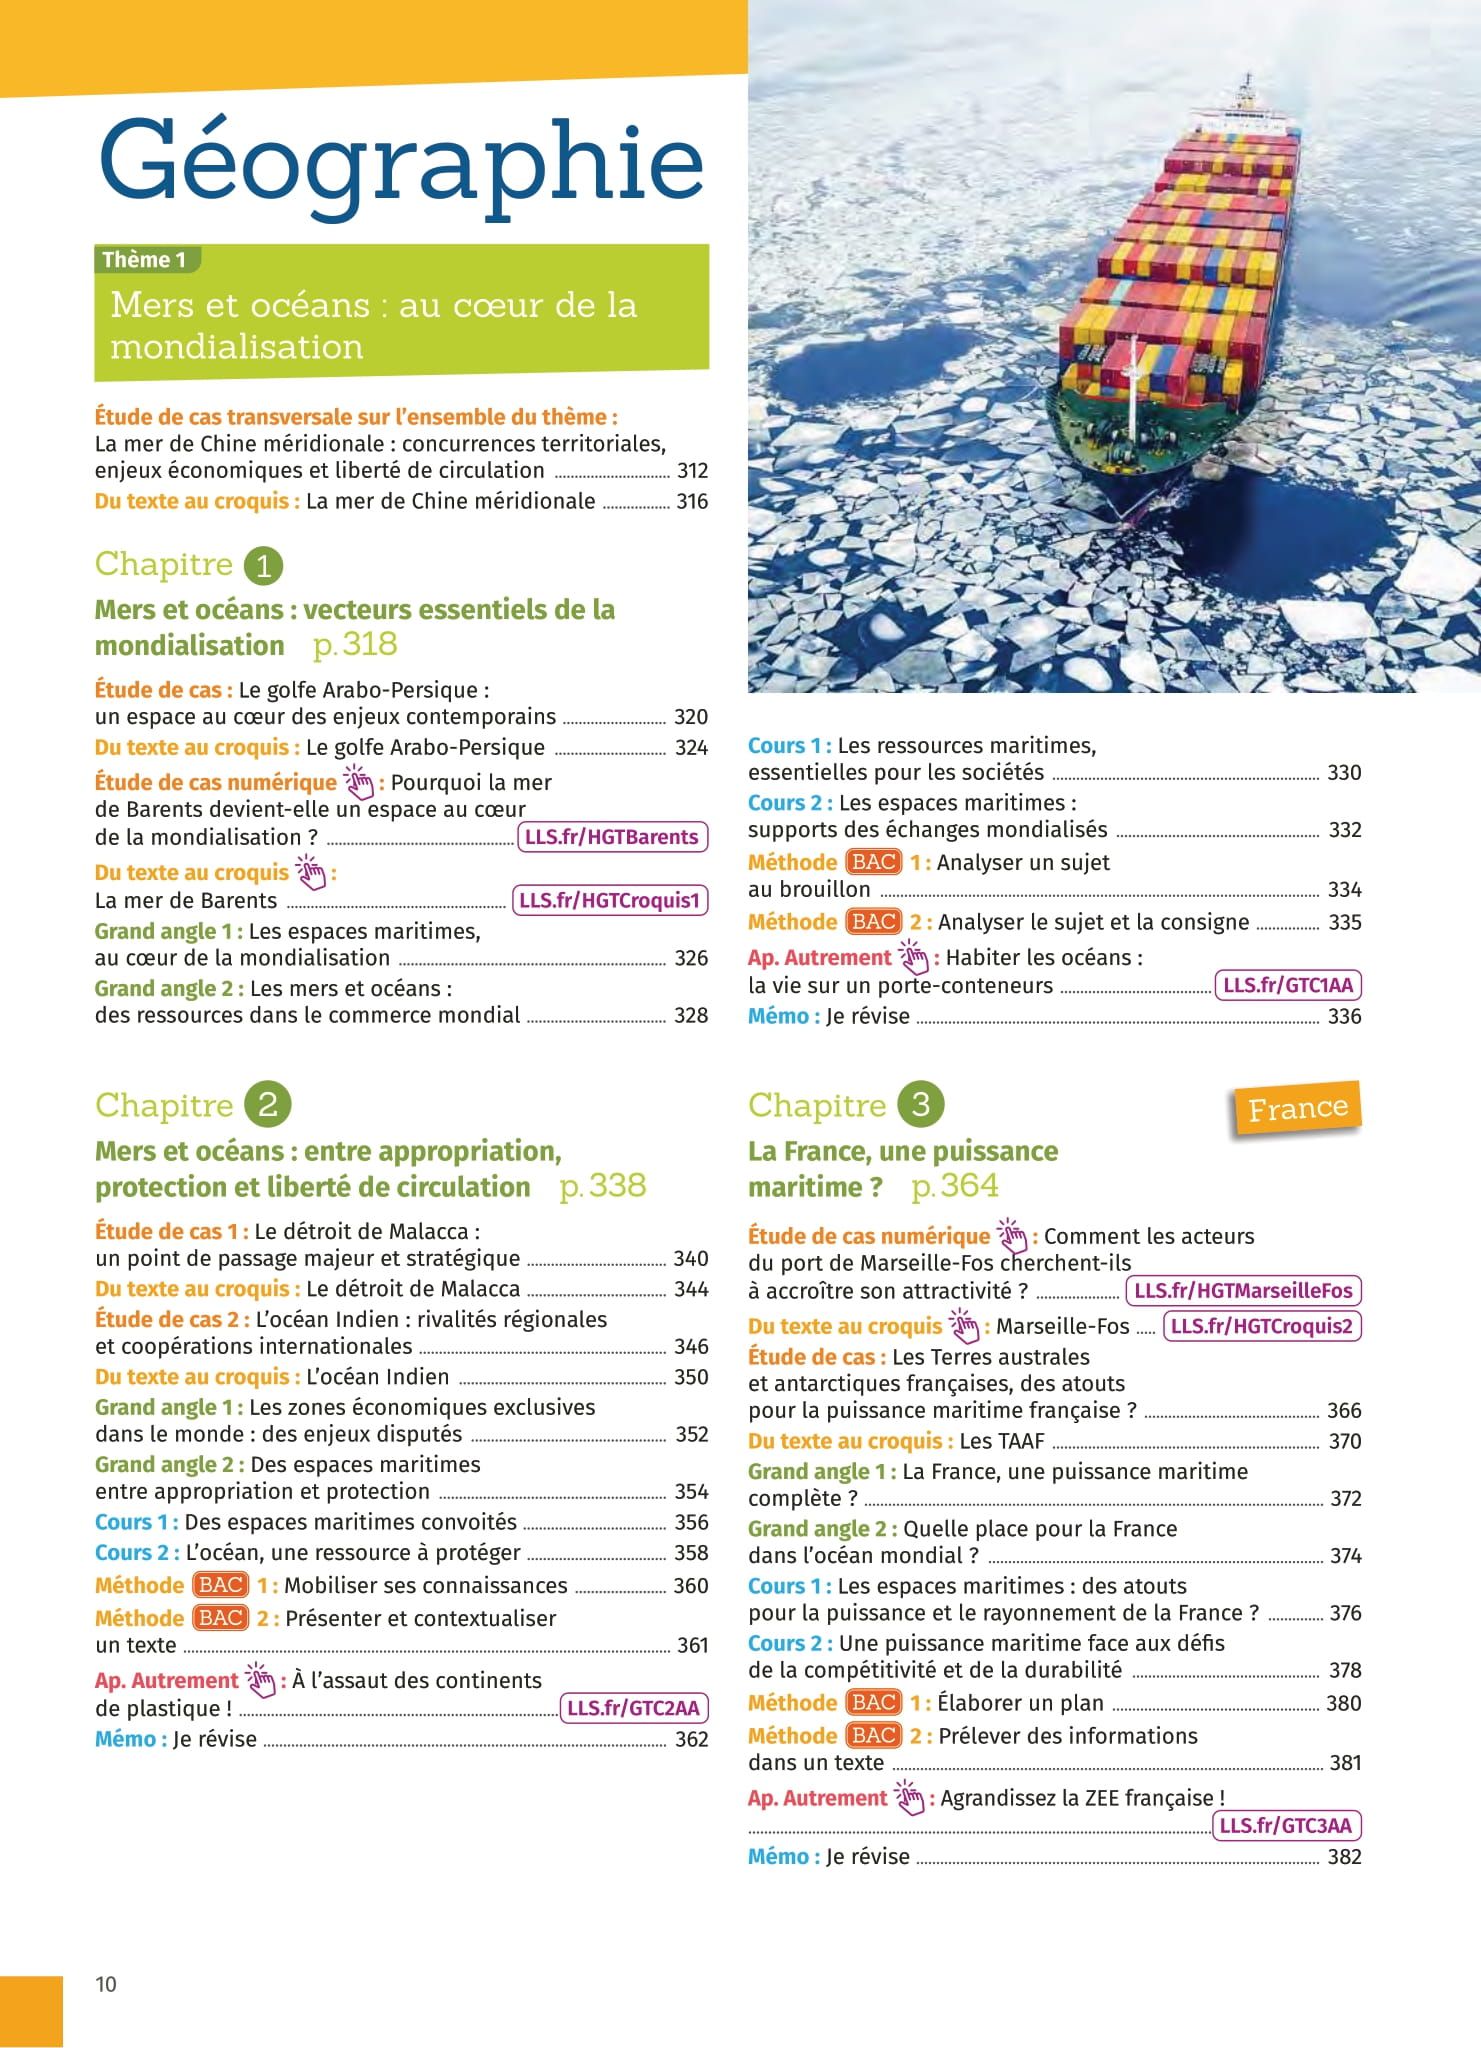 Géographie
Thème 1
Mers et océans : au cœur de la
mondialisation
Étude de cas transversale sur l'ensemble du thème :
La mer de Chine méridionale : concurrences territoriales,
enjeux économiques et liberté de circulation 312
Du texte au croquis : La mer de Chine méridionale 316
Chapitre 1
Mers et océans : vecteurs essentiels de la
mondialisation p. 318
Étude de cas : Le golfe Arabo-Persique :
un espace au cœur des enjeux contemporains 320
Du texte au croquis : Le golfe Arabo-Persique 324
Étude de cas numérique : Pourquoi la mer
de Barents devient-elle un espace au cœur
de la mondialisation ? LLS.fr/HGTBarents
Du texte au croquis :
La mer de Barents LLS.fr/HGTCroquis1
Grand angle 1 : Les espaces maritimes,
au cœur de la mondialisation 326
Grand angle 2 : Les mers et océans :
des ressources dans le commerce mondial 328
Cours 1 : Les ressources maritimes,
essentielles pour les sociétés 330
Cours 2 : Les espaces maritimes :
supports des échanges mondialisés 332
Méthode BAC 1 : Analyser un sujet
au brouillon 334
Méthode BAC 2 : Analyser le sujet et la consigne 335
Ap. Autrement : Habiter les océans :
la vie sur un porte-conteneurs LLS.fr/GTC1AA
Mémo : Je révise 336
Chapitre 2
Mers et océans : entre appropriation,
protection et liberté de circulation p. 338
Étude de cas 1 : Le détroit de Malacca :
un point de passage majeur et stratégique 340
Du texte au croquis : Le détroit de Malacca 344
Étude de cas 2 : L'océan Indien : rivalités régionales
et coopérations internationales 346
Du texte au croquis : L'océan Indien 350
Grand angle 1 : Les zones économiques exclusives
dans le monde : des enjeux disputés 352
Grand angle 2 : Des espaces maritimes
entre appropriation et protection 354
Cours 1 : Des espaces maritimes convoités 356
Cours 2 : L'océan, une ressource à protéger 358
Méthode BAC 1 : Mobiliser ses connaissances 360
Méthode BAC 2 : Présenter et contextualiser
un texte 361
Ap. Autrement : À l'assaut des continents
de plastique ! LLS.fr/GTC2AA
Mémo : Je révise 362
Chapitre 3
France
La France, une puissance
maritime ? p. 364
Étude de cas numérique : Comment les acteurs
du port de Marseille-Fos cherchent-ils
à accroître son attractivité ? LLS.fr/HGTMarseilleFos
Du texte au croquis : Marseille-Fos LLS.fr/HGTCroquis2
Étude de cas : Les Terres australes
et antarctiques françaises, des atouts
pour la puissance maritime française ? 366
Du texte au croquis : Les TAAF 370
Grand angle 1 : La France, une puissance maritime
complète ? 372
Grand angle 2 : Quelle place pour la France
dans l'océan mondial ? 374
Cours 1 : Les espaces maritimes : des atouts
pour la puissance et le rayonnement de la France ? 376
Cours 2 : Une puissance maritime face aux défis
de la compétitivité et de la durabilité 378
Méthode BAC 1 : Élaborer un plan 380
Méthode BAC 2 : Prélever des informations
dans un texte 381
Ap. Autrement : Agrandissez la ZEE française !
LLS.fr/GTC3AA
Mémo : Je révise 382
10